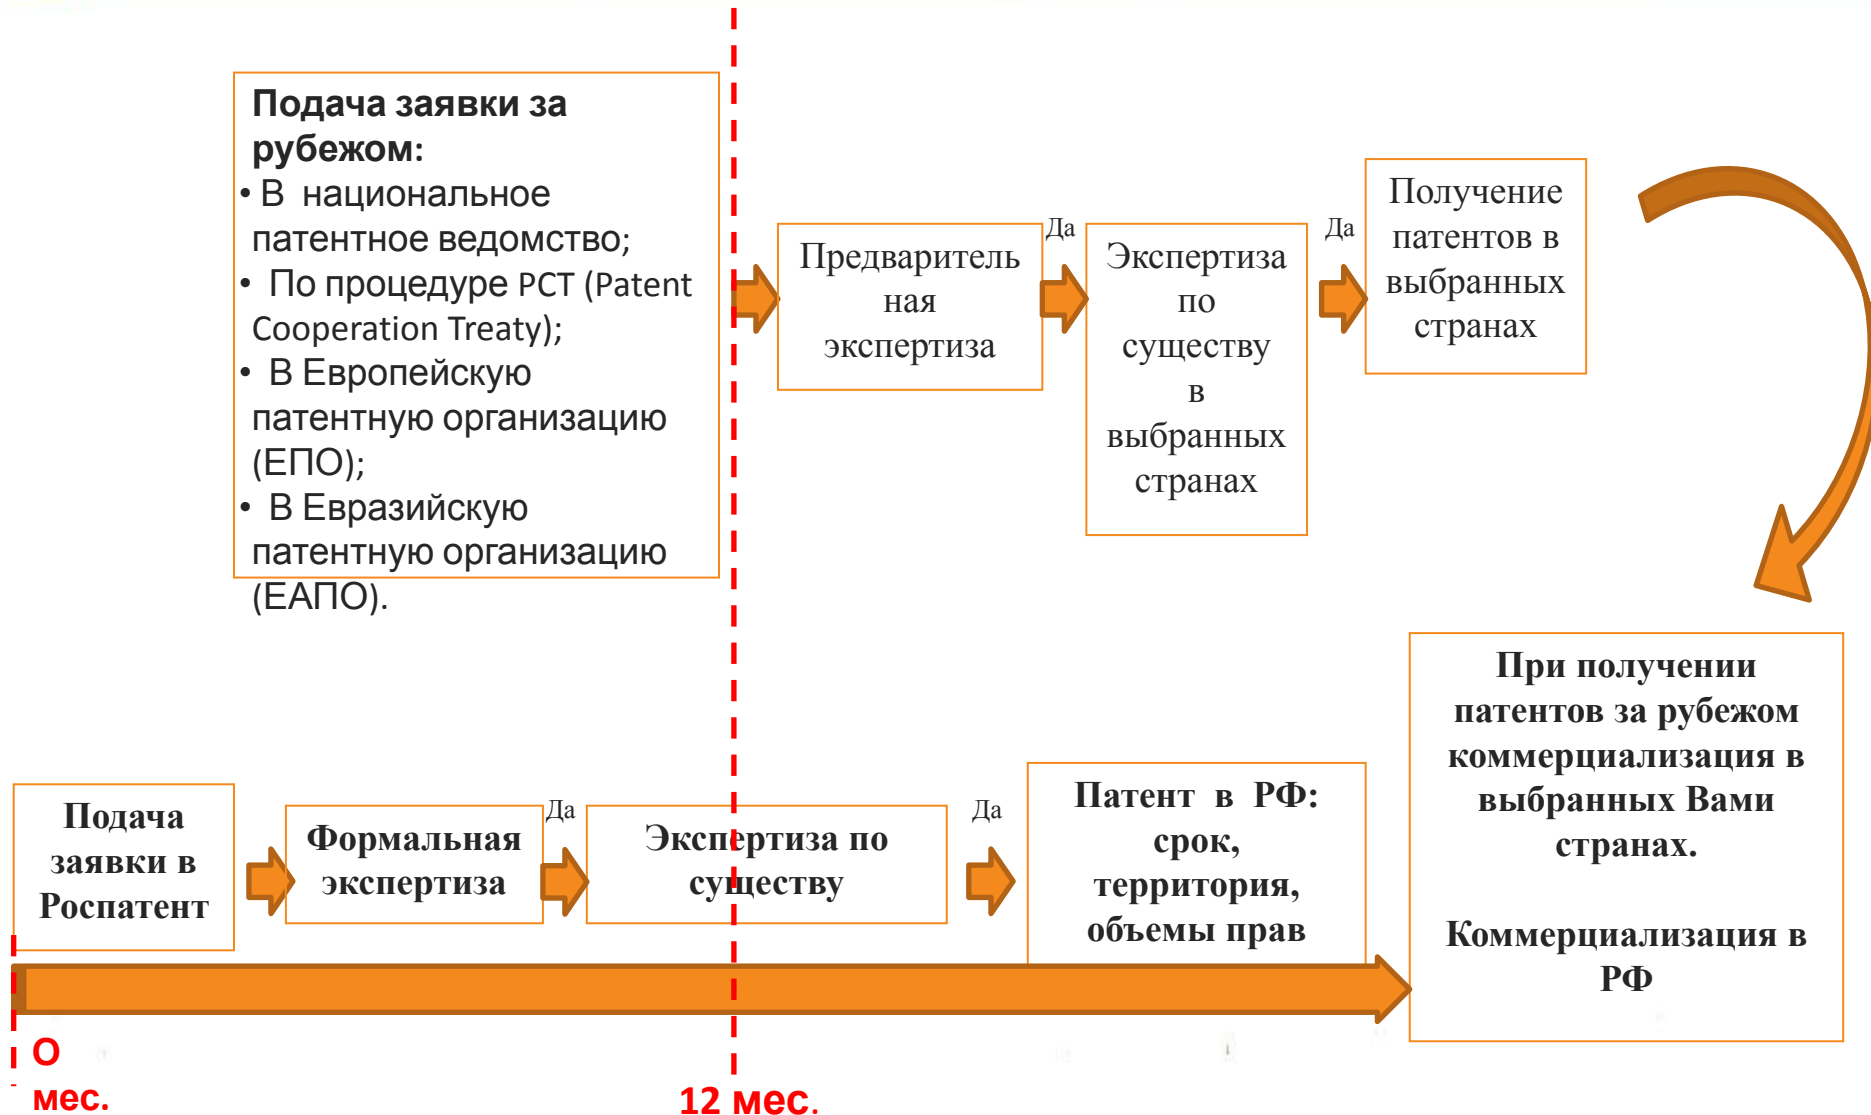 Подача заявки за
рубежом:
• В национальное
патентное ведомство;
• По процедуре PCT (Patent
Cooperation Treaty);
• В Европейскую
патентную организацию
(ЕПО);
• В Евразийскую
патентную организацию
(ЕАПО).
Предваритель
ная
экспертиза
Да
Экспертиза
по
существу
в
выбранных
странах
Да
Получение
патентов в
выбранных
странах
Подача
заявки в
Роспатент
Формальная
экспертиза
Да
Экспертиза по
существу
Да
Патент в РФ:
срок,
территория,
объемы прав
При получении
патентов за рубежом
коммерциализация в
выбранных Вами
странах.
Коммерциализация в
РФ
О
мес.
12 мес.